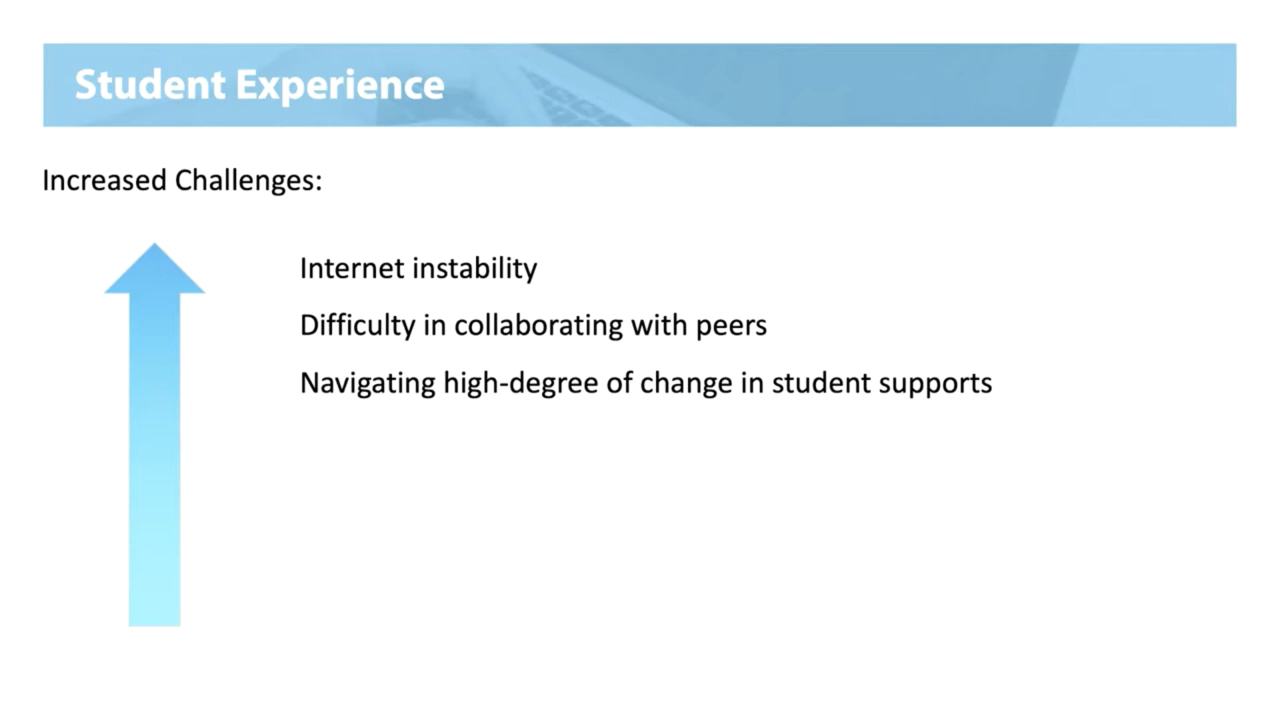 Student Experience
Increased Challenges:
Internet instability
Difficulty in collaborating with peers
Navigating high-degree of change in student supports